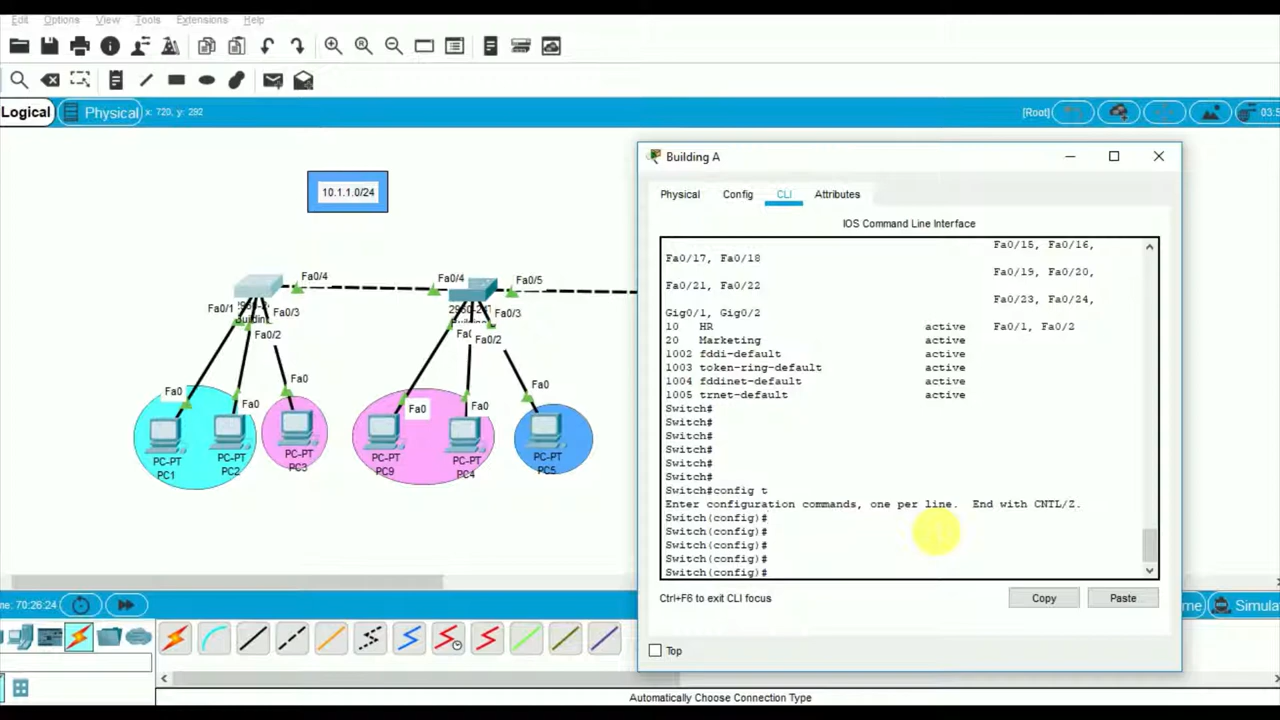 Edit Options View Tools Extensions Help
Logical Physical x: 720, y: 292 [Root]
10.1.1.0/24
Fa0/4 Fa0/4 Fa0/5
Fa0/1 Fa0/3 Fa0/3
Fa0/2 Fa0/2
Fa0 Fa0 Fa0
Fa0 Fa0 Fa0
PC-PT PC-PT PC-PT PC-PT PC-PT PC-PT
PC1 PC2 PC3 PC9 PC4 PC5
Building A
Physical Config CLI Attributes
IOS Command Line Interface
Fa0/15, Fa0/16,
Fa0/17, Fa0/18
Fa0/19, Fa0/20,
Fa0/21, Fa0/22
Fa0/23, Fa0/24,
Gig0/1, Gig0/2
10 HR active Fa0/1, Fa0/2
20 Marketing active
1002 fddi-default active
1003 token-ring-default active
1004 fddinet-default active
1005 trnet-default active
Switch#
Switch#
Switch#
Switch#
Switch#
Switch#
Switch#config t
Enter configuration commands, one per line. End with CNTL/Z.
Switch(config)#
Switch(config)#
Switch(config)#
Switch(config)#
Switch(config)#
Ctrl+F6 to exit CLI focus
Copy Paste
Top
70:26:24
Automatically Choose Connection Type